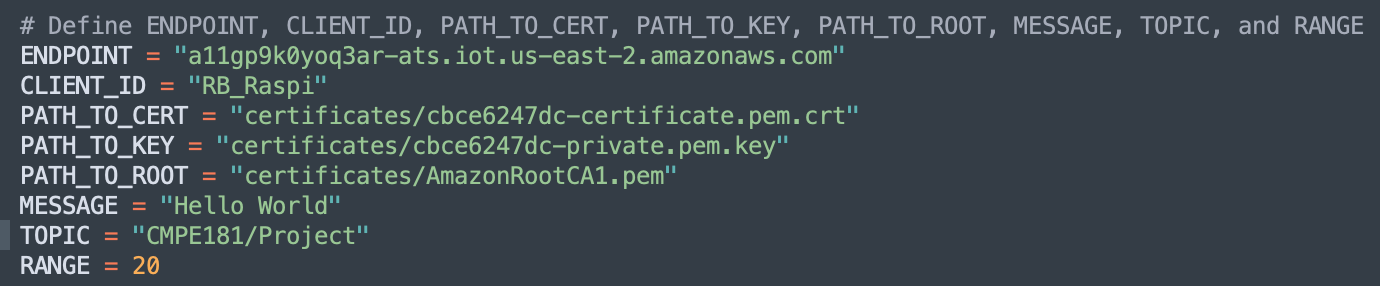 # Define ENDPOINT, CLIENT_ID, PATH_TO_CERT, PATH_TO_KEY, PATH_TO_ROOT, MESSAGE, TOPIC, and RANGE
ENDPOINT = "a11gp9k0yoq3ar-ats.iot.us-east-2.amazonaws.com"
CLIENT_ID = "RB_Raspi"
PATH_TO_CERT = "certificates/cbce6247dc-certificate.pem.crt"
PATH_TO_KEY = "certificates/cbce6247dc-private.pem.key"
PATH_TO_ROOT = "certificates/AmazonRootCA1.pem"
MESSAGE = "Hello World"
TOPIC = "CMPE181/Project"
RANGE = 20